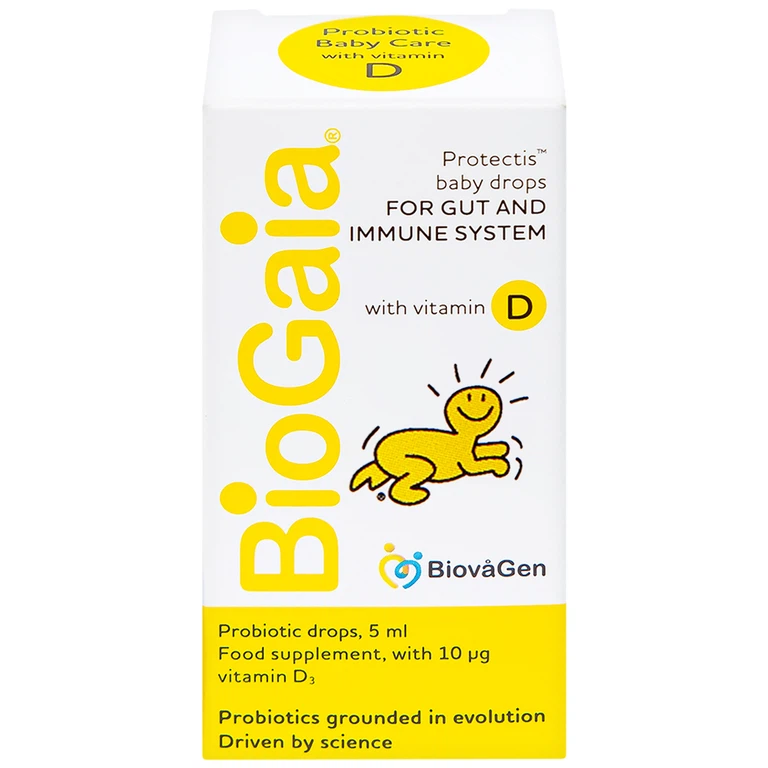 Probiotic
Baby Care
with vitamin
D
BioGaia®
Protectis™
baby drops
FOR GUT AND
IMMUNE SYSTEM
with vitamin D
®
BiovåGen
Probiotic drops, 5 ml
Food supplement, with 10 µg
vitamin D₃
Probiotics grounded in evolution
Driven by science